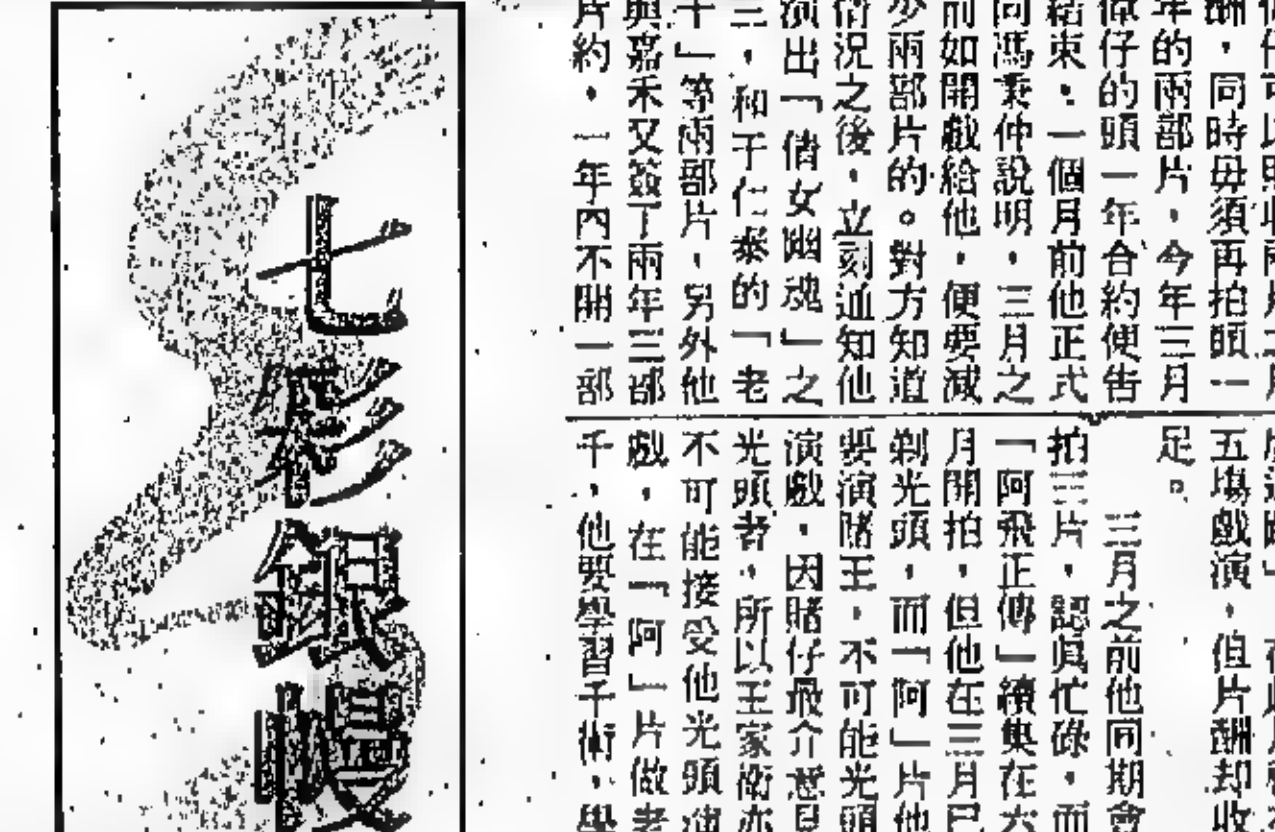 酬，同時毋須再拍頭一
年的兩部片，今年三月
偉仔的頭一年合約便告
結束。一個月前他正式
向馮秉仲說明，三月之
前如開戲給他，便要減
少兩部片的。對方知道
情況之後，立刻通知他
演出「倩女幽魂」之
三，和于仁泰的「老
千」等兩部片，另外他
與嘉禾又簽了兩年三部
片約，一年內不開一部
五場戲演，但片酬却收
足。
三月之前他同期會
拍三片，認眞忙碌，而
「阿飛正傳」續集在六
月開拍，但他在三月已
剃光頭，而「阿」片他
要演賭王，不可能光頭
演戲，因賭仔最介意見
光頭者，所以王家衛亦
不可能接受他光頭演
戲，在「阿」片做老
千，他要學習千術，學
七彩銀幔